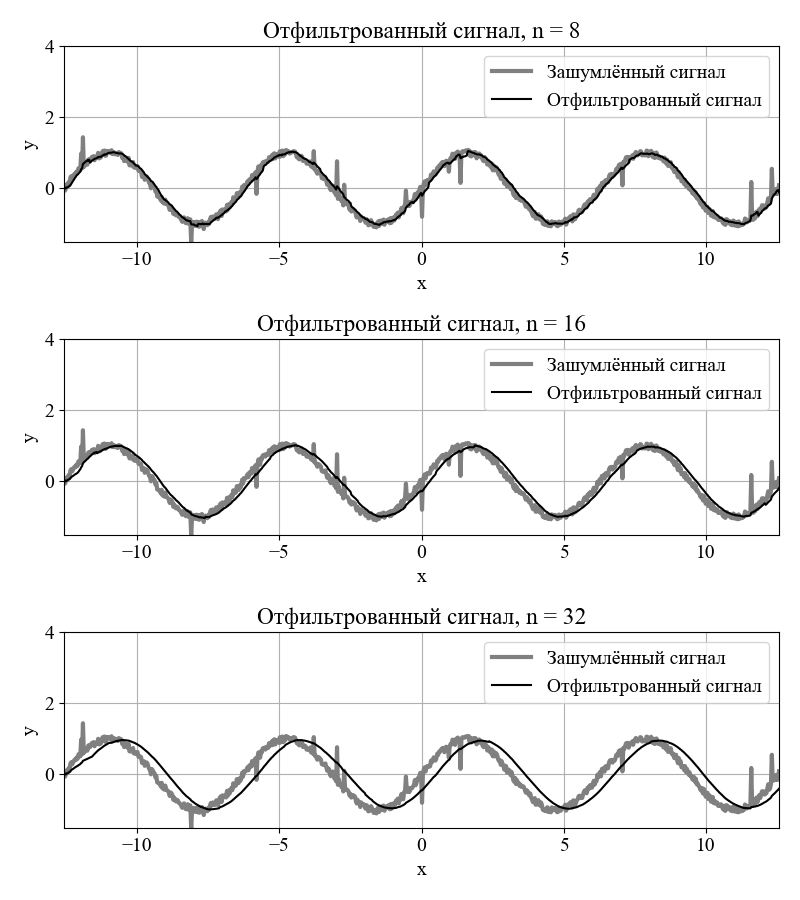 Отфильтрованный сигнал, n = 8
4
Зашумлённый сигнал
Отфильтрованный сигнал
2
y
0
−10
−5
0
5
10
x
Отфильтрованный сигнал, n = 16
4
Зашумлённый сигнал
Отфильтрованный сигнал
2
y
0
−10
−5
0
5
10
x
Отфильтрованный сигнал, n = 32
4
Зашумлённый сигнал
Отфильтрованный сигнал
2
y
0
−10
−5
0
5
10
x